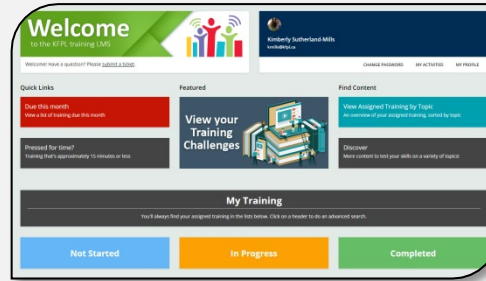 Welcome
to the KFPL training LMS
Welcome! Have a question? Please submit a ticket.
Kimberly Sutherland-Mills
kmills@kfpl.ca
CHANGE PASSWORD MY ACTIVITIES MY PROFILE
Quick Links
Due this month
View a list of training due this month
Pressed for time?
Training that's approximately 15 minutes or less
Featured
View your
Training
Challenges
Find Content
View Assigned Training by Topic
An overview of your assigned training, sorted by topic
Discover
More content to test your skills on a variety of topics!
My Training
You'll always find your assigned training in the lists below. Click on a header to do an advanced search.
Not Started
In Progress
Completed